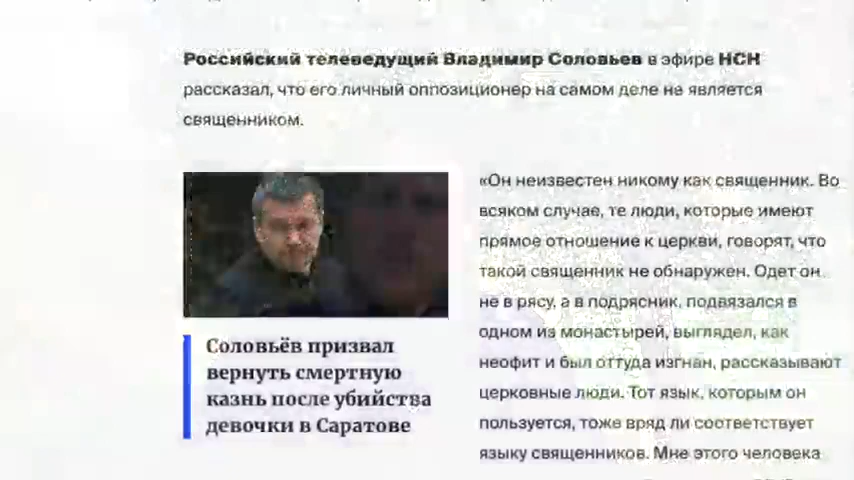 Российский телеведущий Владимир Соловьев в эфире НСН
рассказал, что его личный оппозиционер на самом деле не является
священником.
«Он неизвестен никому как священник. Во
всяком случае, те люди, которые имеют
прямое отношение к церкви, говорят, что
такой священник не обнаружен. Одет он
не в рясу, а в подрясник, подвязался в
одном из монастырей, выглядел, как
неофит и был оттуда изгнан, рассказывают
церковные люди. Тот язык, которым он
пользуется, тоже вряд ли соответствует
языку священников. Мне этого человека
Соловьёв призвал
вернуть смертную
казнь после убийства
девочки в Саратове